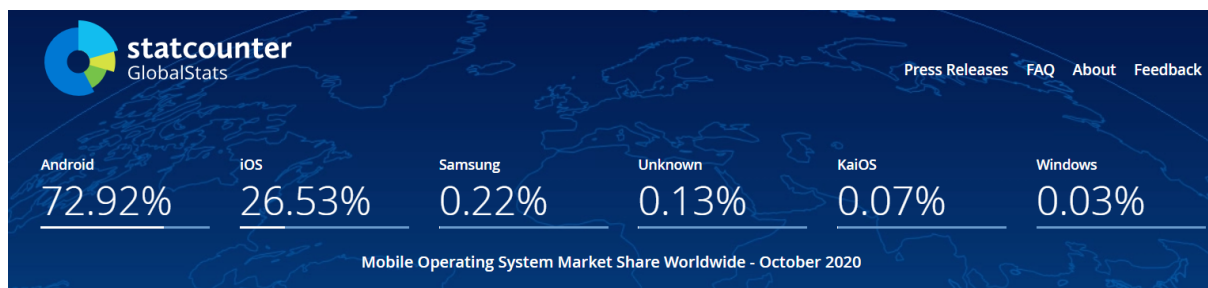 statcounter
GlobalStats
Press Releases FAQ About Feedback
Android iOS Samsung Unknown KaiOS Windows
72.92% 26.53% 0.22% 0.13% 0.07% 0.03%
Mobile Operating System Market Share Worldwide - October 2020